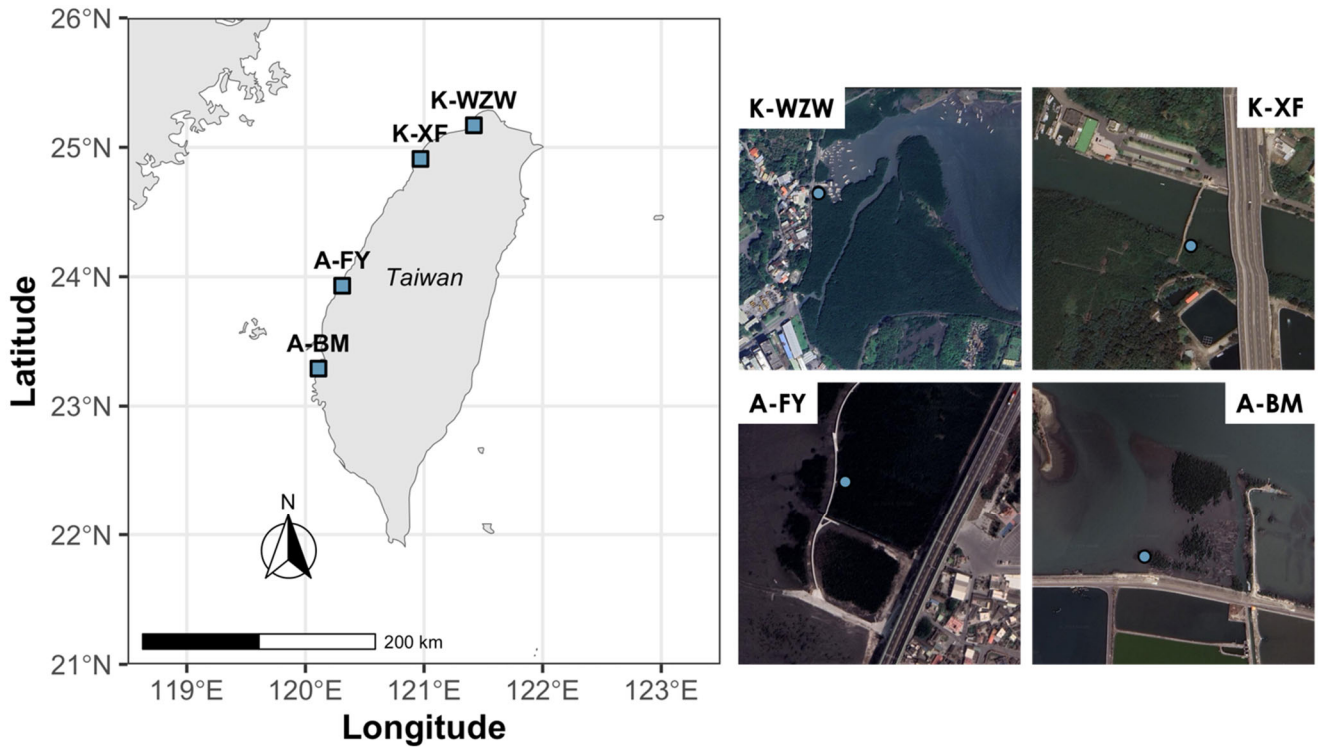 26°N
25°N
24°N
23°N
22°N
21°N
Latitude
K-WZW
K-XF
A-FY
Taiwan
A-BM
N
200 km
119°E 120°E 121°E 122°E 123°E
Longitude
K-WZW
K-XF
A-FY
A-BM